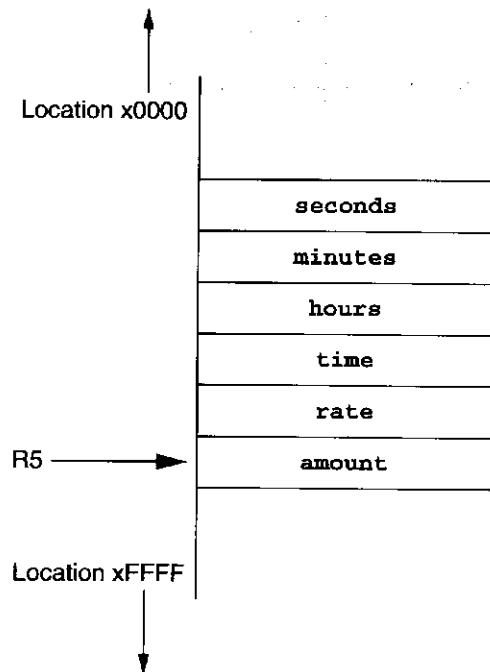 Location x0000
seconds
minutes
hours
time
rate
R5
amount
Location xFFFF